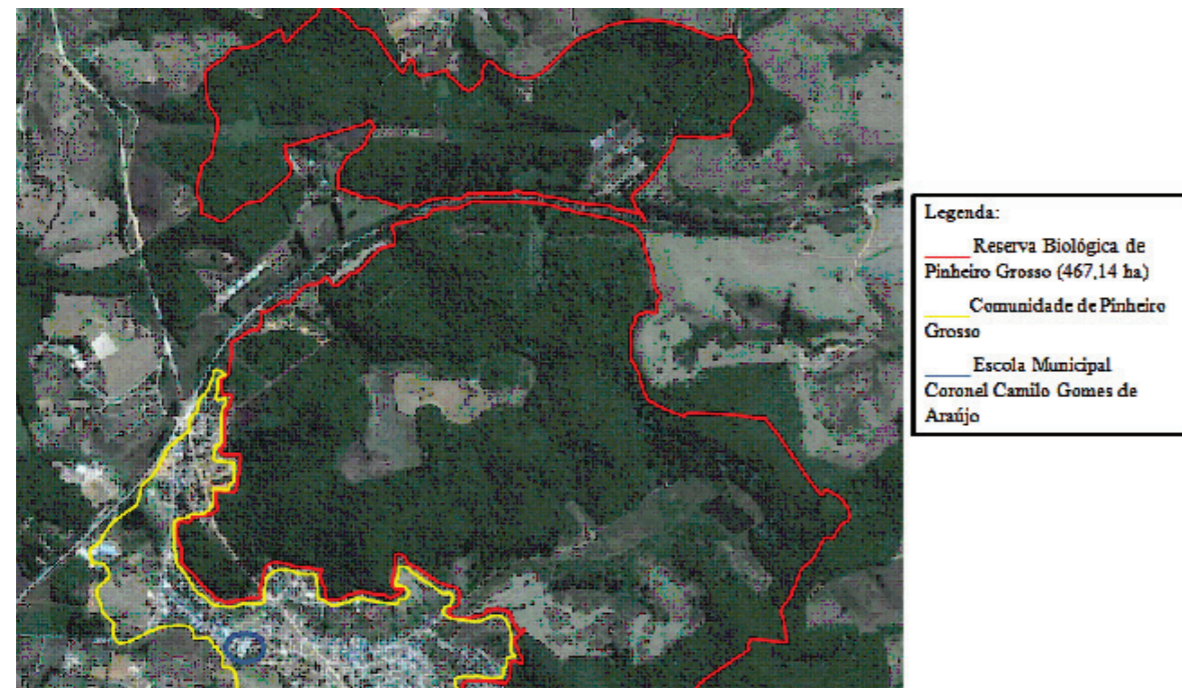 Legenda:
Reserva Biológica de
Pinheiro Grosso (467,14 ha)
Comunidade de Pinheiro
Grosso
Escola Municipal
Coronel Camilo Gomes de
Araújo